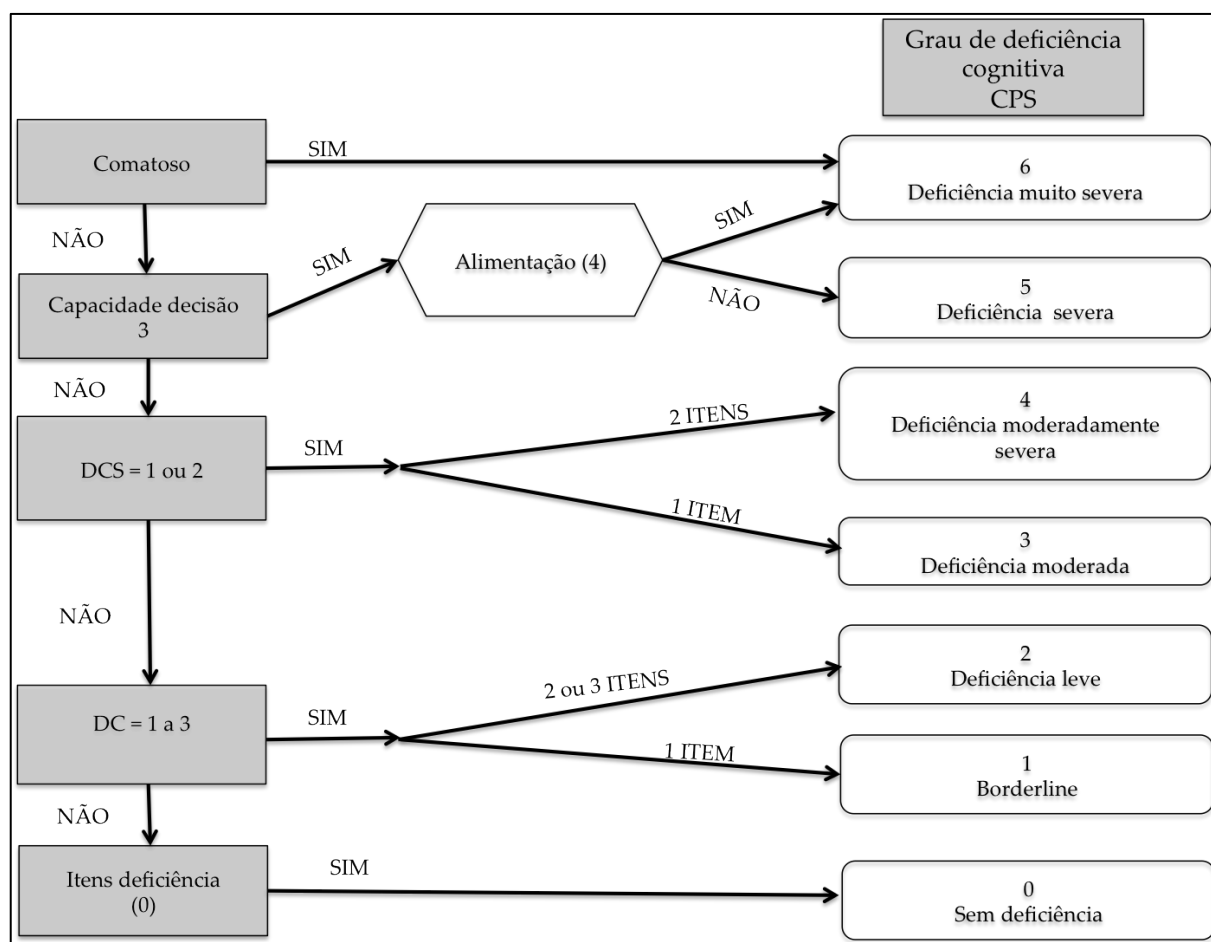 Grau de deficiência
cognitiva
CPS
Comatoso
SIM
6
Deficiência muito severa
NÃO
SIM
Alimentação (4)
SIM
NÃO
Capacidade decisão
3
5
Deficiência severa
NÃO
DCS = 1 ou 2
SIM
2 ITENS
4
Deficiência moderadamente
severa
1 ITEM
3
Deficiência moderada
NÃO
DC = 1 a 3
SIM
2 ou 3 ITENS
2
Deficiência leve
1 ITEM
1
Borderline
NÃO
Itens deficiência
(0)
SIM
0
Sem deficiência